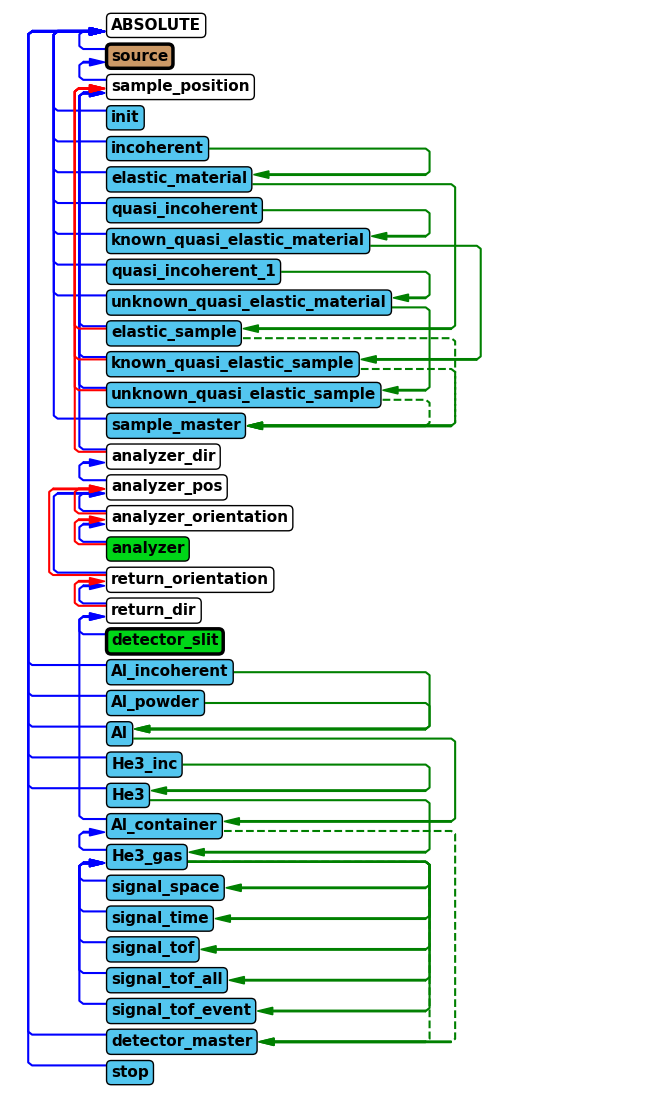 ABSOLUTE
source
sample_position
init
incoherent
elastic_material
quasi_incoherent
known_quasi_elastic_material
quasi_incoherent_1
unknown_quasi_elastic_material
elastic_sample
known_quasi_elastic_sample
unknown_quasi_elastic_sample
sample_master
analyzer_dir
analyzer_pos
analyzer_orientation
analyzer
return_orientation
return_dir
detector_slit
Al_incoherent
Al_powder
Al
He3_inc
He3
Al_container
He3_gas
signal_space
signal_time
signal_tof
signal_tof_all
signal_tof_event
detector_master
stop